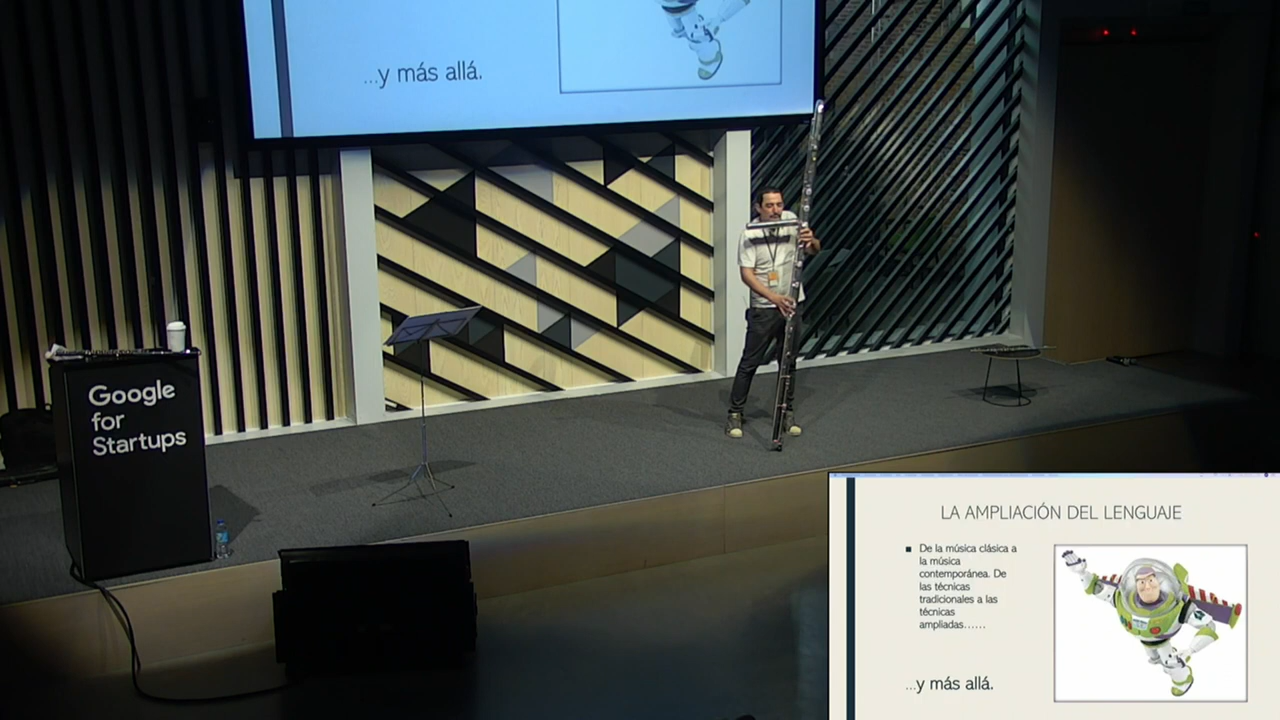 ...y más allá.
Google
for
Startups
LA AMPLIACIÓN DEL LENGUAJE
De la música clásica a
la música
contemporánea. De
las técnicas
tradicionales a las
técnicas
ampliadas......
...y más allá.